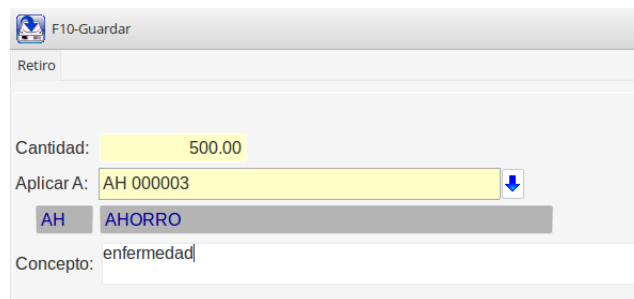 F10-Guardar
Retiro
Cantidad: 500.00
Aplicar A: AH 000003
AH AHORRO
Concepto: enfermedad